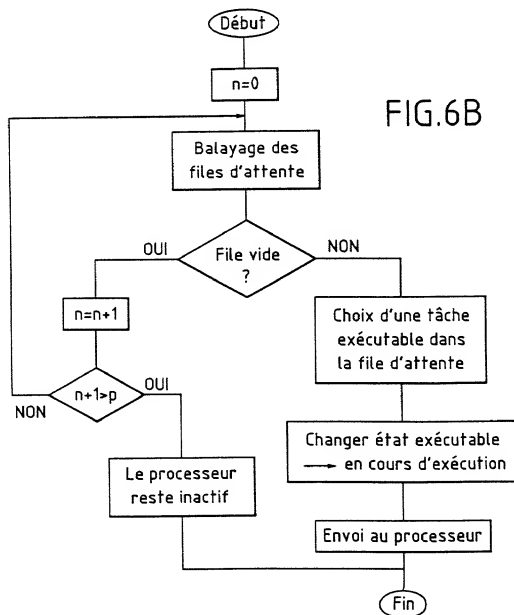 Début
n=0
FIG.6B
Balayage des
files d'attente
OUI
File vide
?
NON
n=n+1
Choix d'une tâche
exécutable dans
la file d'attente
n+1>p
OUI
NON
Changer état exécutable
→ en cours d'exécution
Le processeur
reste inactif
Envoi au processeur
Fin